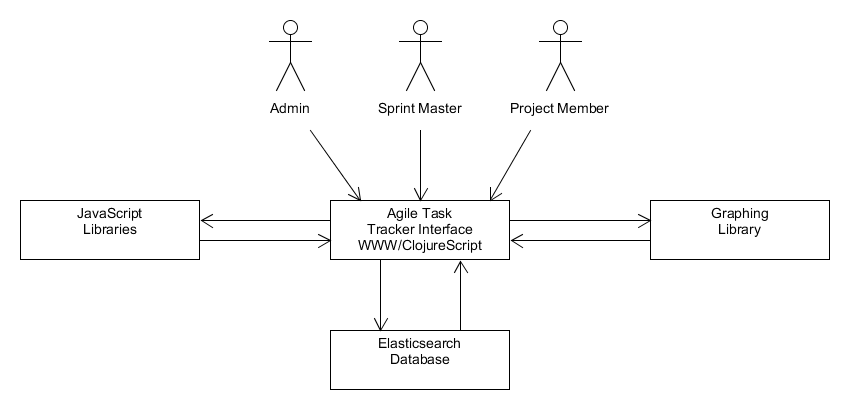 Admin
Sprint Master
Project Member
JavaScript
Libraries
Agile Task
Tracker Interface
WWW/ClojureScript
Graphing
Library
Elasticsearch
Database